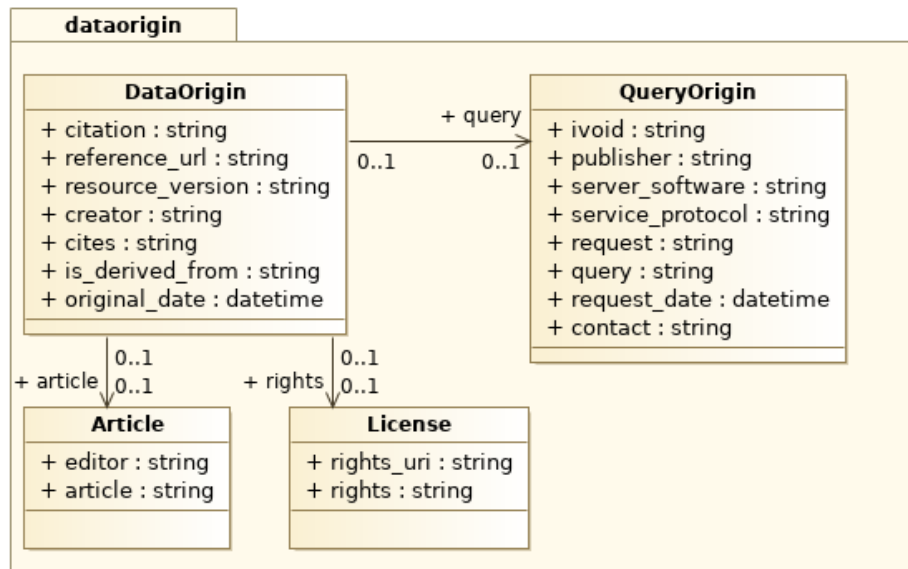 dataorigin
DataOrigin
+ citation : string
+ reference_url : string
+ resource_version : string
+ creator : string
+ cites : string
+ is_derived_from : string
+ original_date : datetime
+ query
0..1
0..1
QueryOrigin
+ ivoid : string
+ publisher : string
+ server_software : string
+ service_protocol : string
+ request : string
+ query : string
+ request_date : datetime
+ contact : string
0..1
+ article
0..1
0..1
+ rights
0..1
Article
+ editor : string
+ article : string
License
+ rights_uri : string
+ rights : string